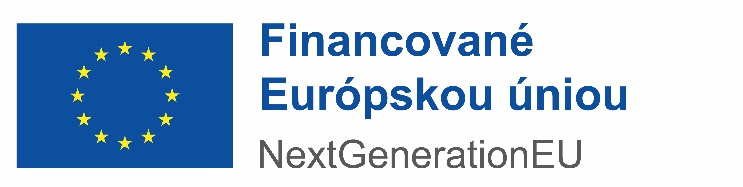 Financované
Európskou úniou
NextGenerationEU